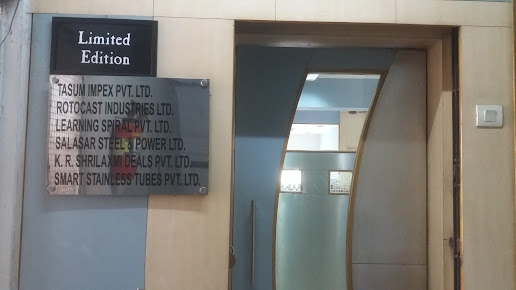 Limited
Edition
TASUM IMPEX PVT. LTD.
ROTOCAST INDUSTRIES LTD.
LEARNING SPIRAL PVT. LTD.
SALASAR STEEL & POWER LTD.
K. R. SHRILAXMI DEALS PVT. LTD.
SMART STAINLESS TUBES PVT. LTD.